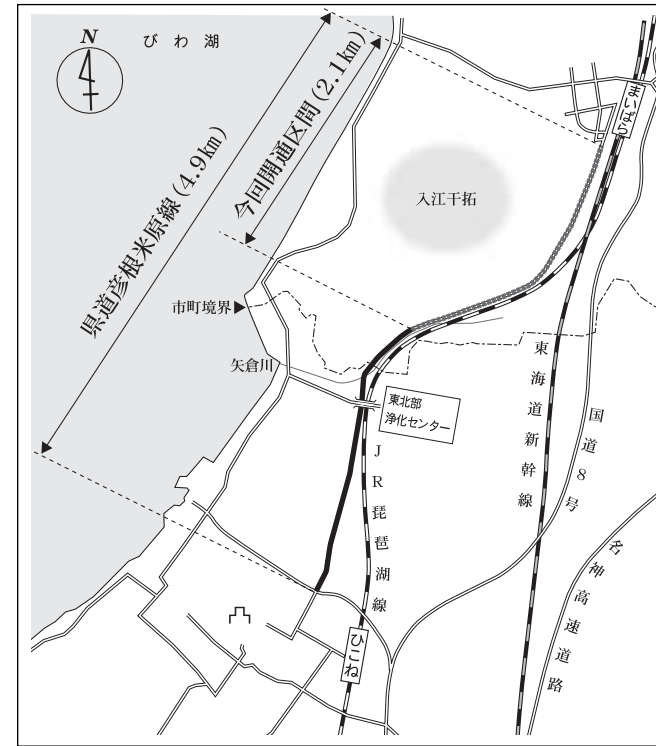 N
びわ湖
県道彦根米原線(4.9km)
今回開通区間(2.1km)
まいばら
入江干拓
市町境界
矢倉川
東北部
浄化センター
JR琵琶湖線
東海道新幹線
国道8号
名神高速道路
ひこね